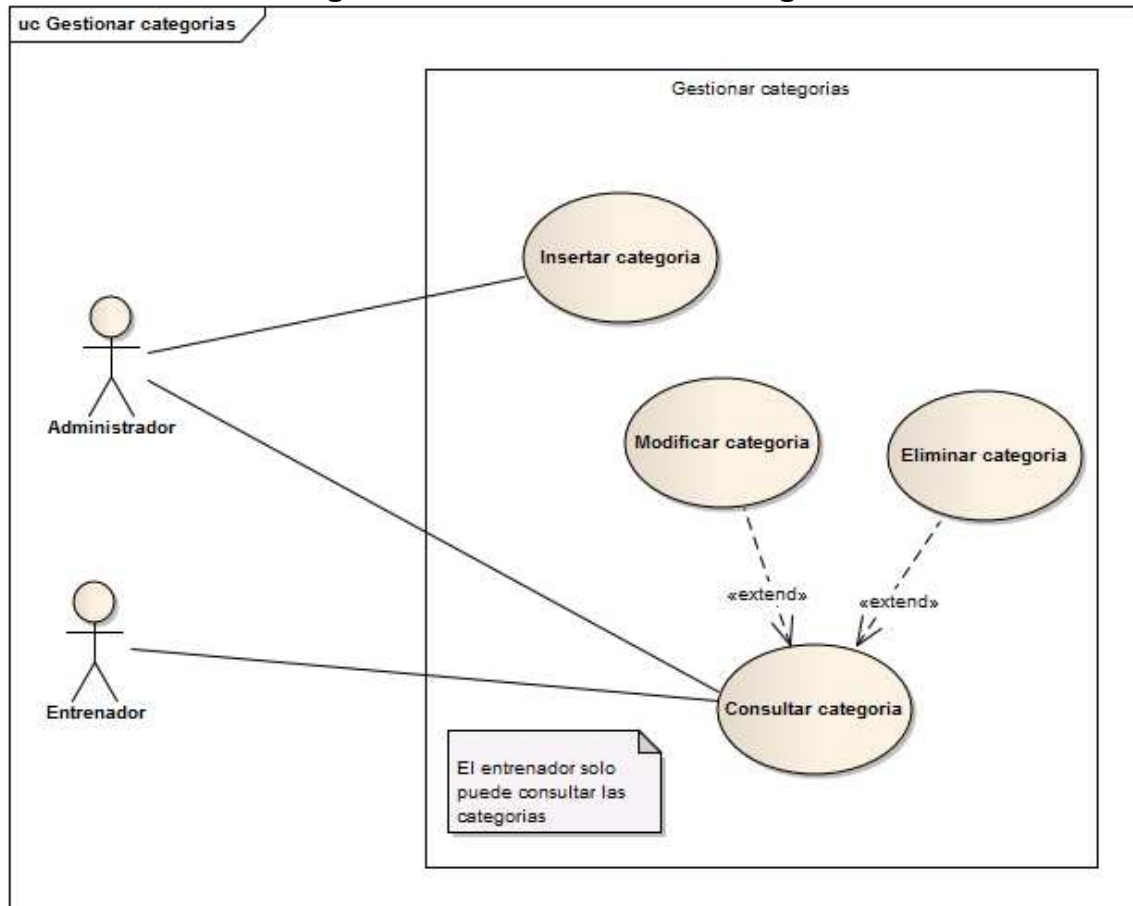 uc Gestionar categorias
Gestionar categorias
Insertar categoria
Administrador
Modificar categoria
Eliminar categoria
«extend»
«extend»
Entrenador
Consultar categoria
El entrenador solo
puede consultar las
categorias